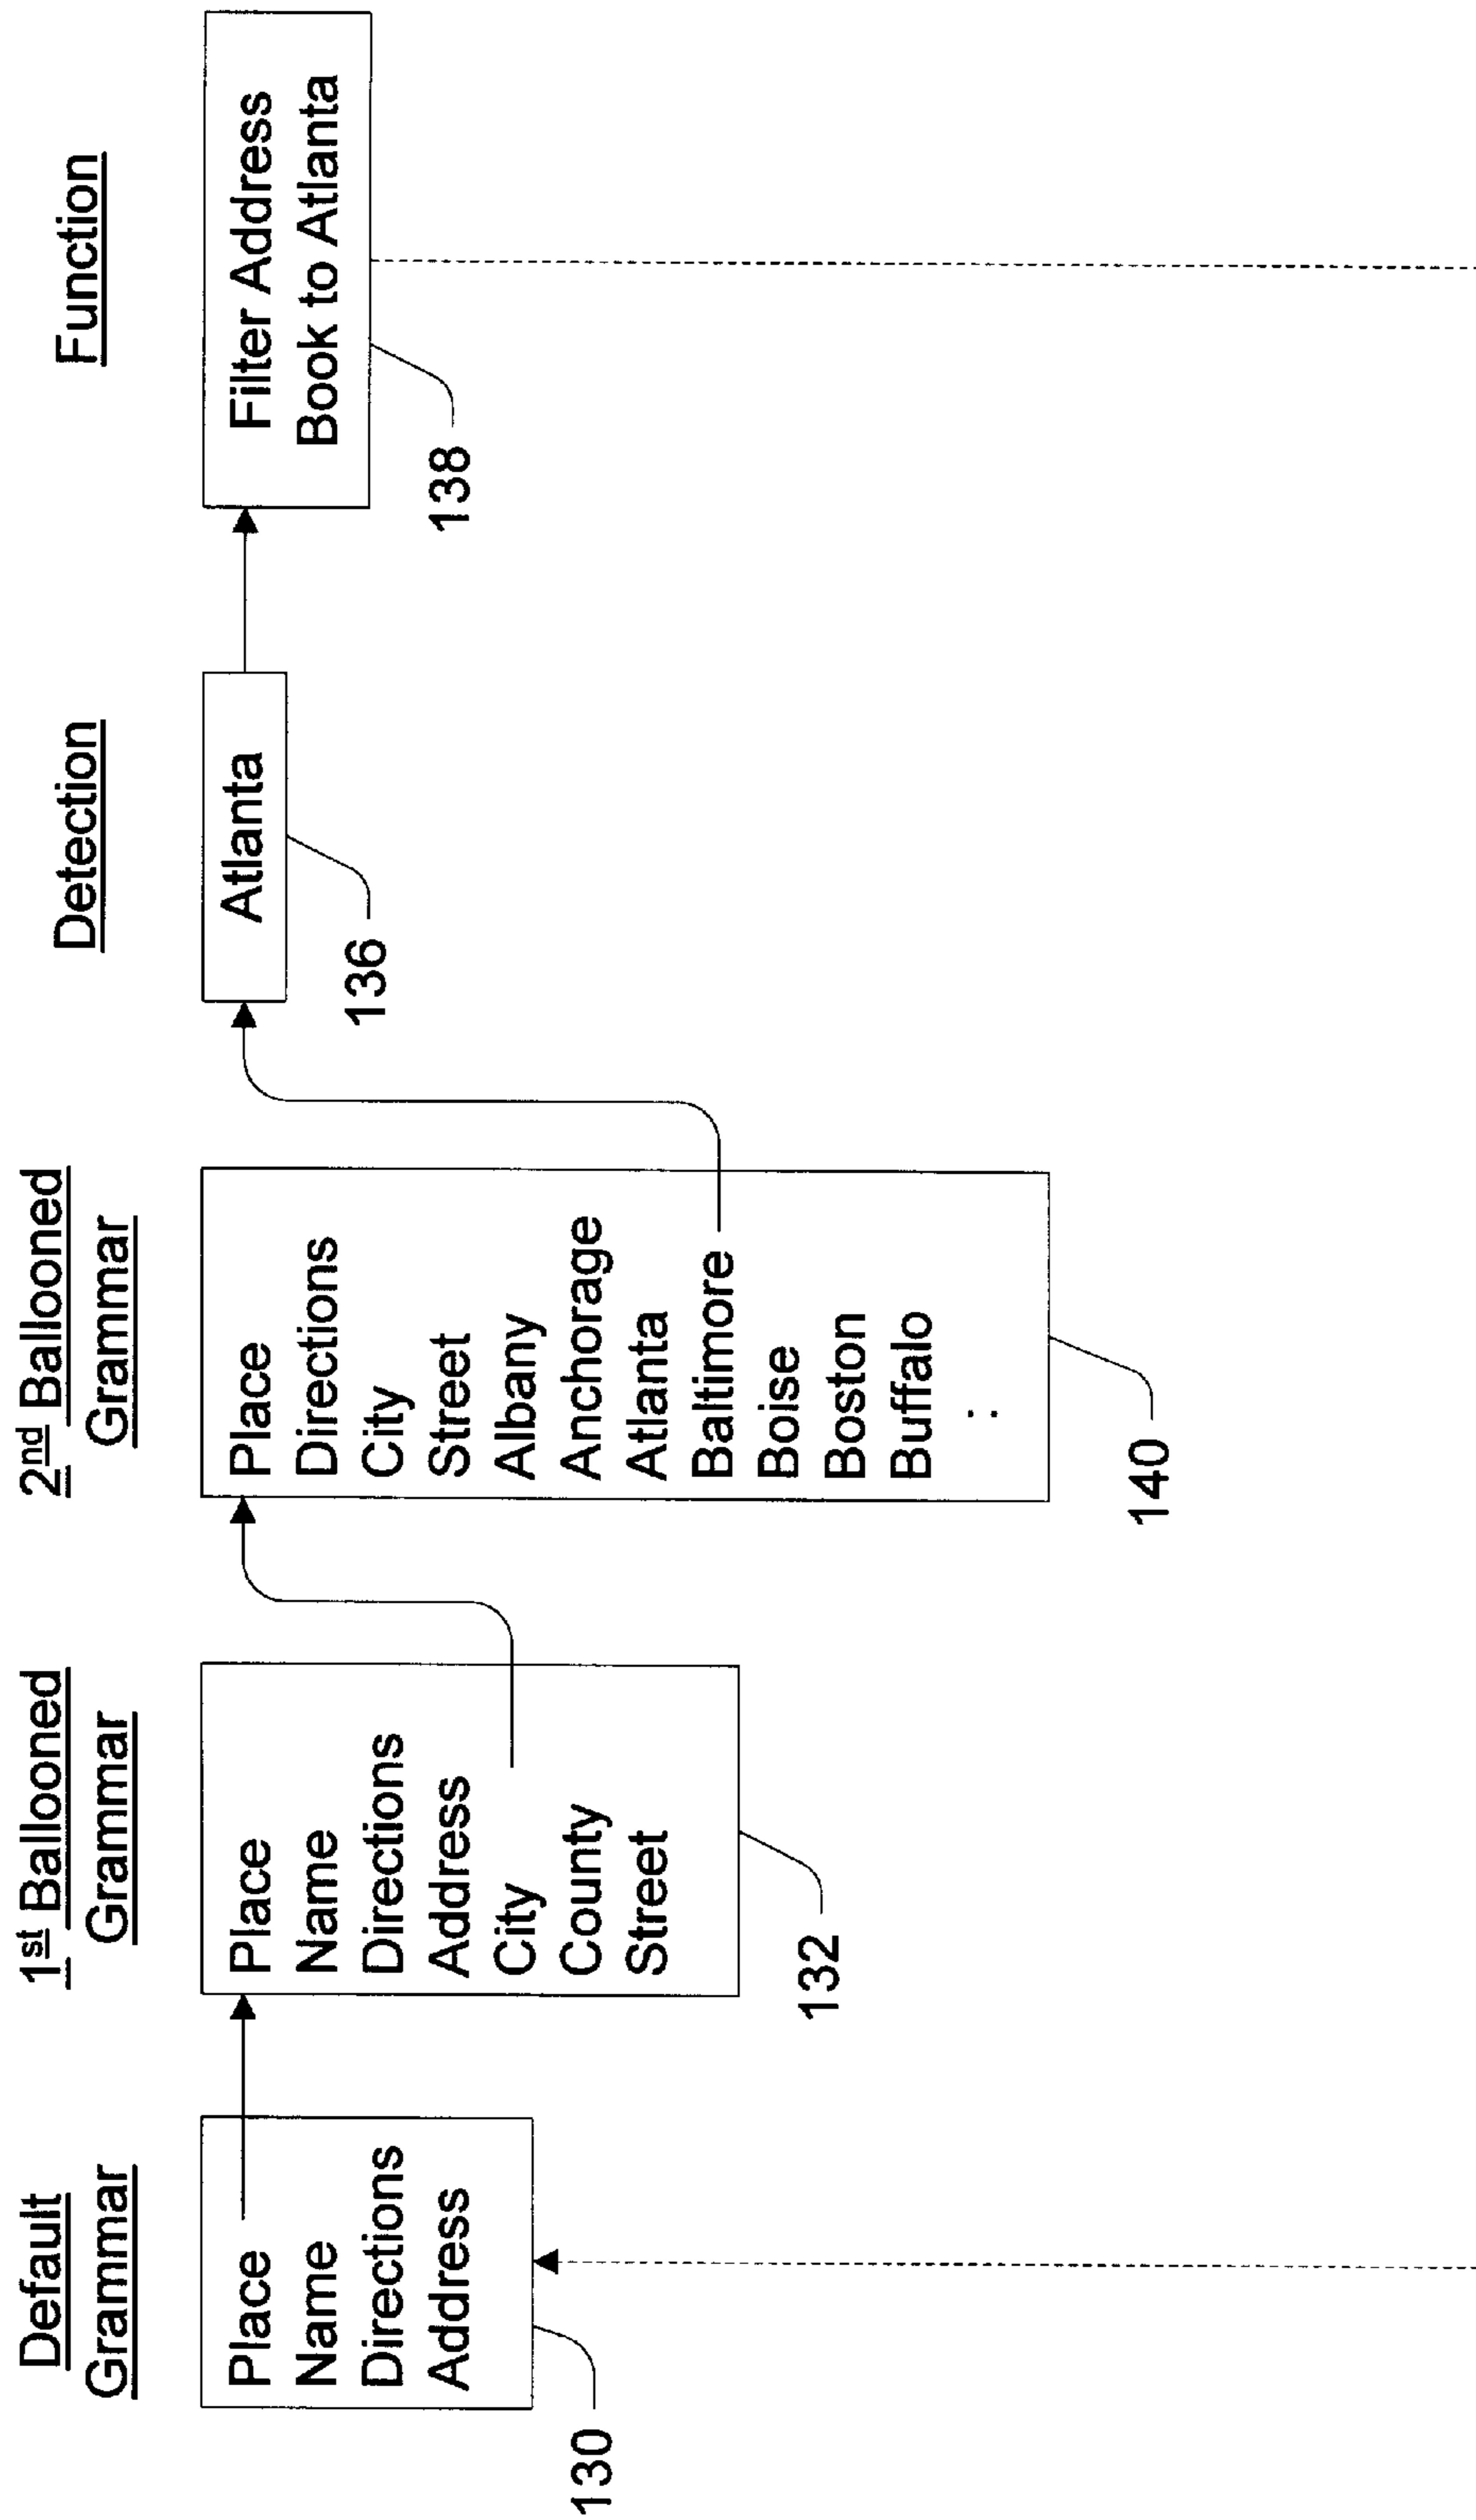 Default
Grammar
Place
Name
Directions
Address
130
1st Ballooned
Grammar
Place
Name
Directions
Address
City
County
Street
132
2nd Ballooned
Grammar
Place
Directions
City
Street
Albany
Anchorage
Atlanta
Baltimore
Boise
Boston
Buffalo
..
140
Detection
Atlanta
136
Function
Filter Address
Book to Atlanta
138